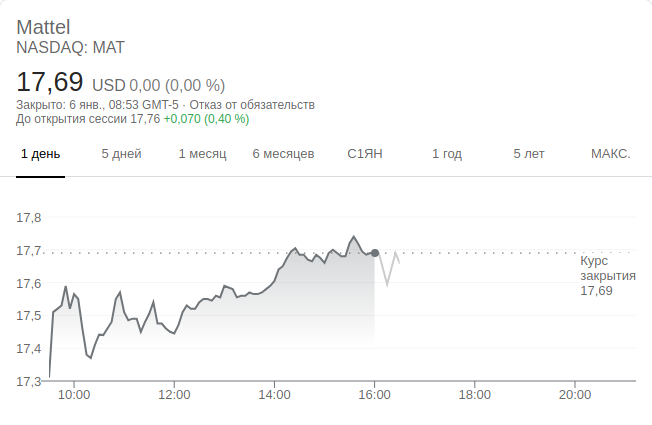 Mattel
NASDAQ: MAT
17,69 USD 0,00 (0,00 %)
Закрыто: 6 янв., 08:53 GMT-5 · Отказ от обязательств
До открытия сессии 17,76 +0,070 (0,40 %)
1 день 5 дней 1 месяц 6 месяцев С1ЯН 1 год 5 лет МАКС.
17,8
17,7
17,6
17,5
17,4
17,3
Курс
закрытия
17,69
10:00 12:00 14:00 16:00 18:00 20:00